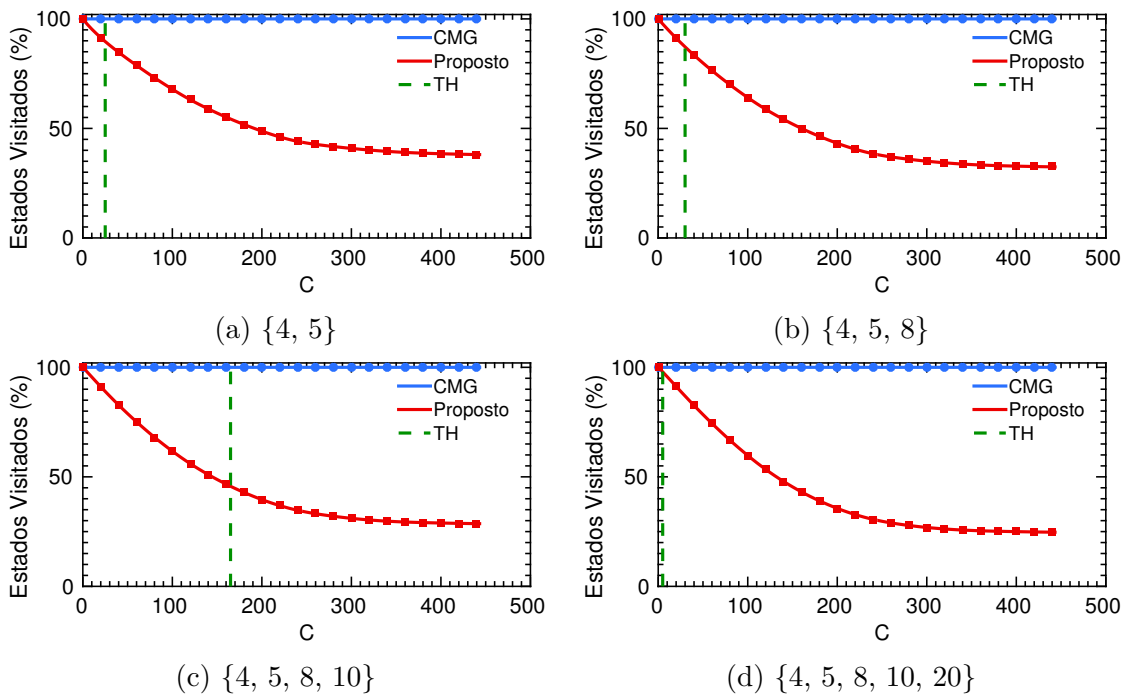 100
50
0
Estados Visitados (%)
CMG
Proposto
TH
0 100 200 300 400 500
C
(a) {4, 5}
100
50
0
Estados Visitados (%)
CMG
Proposto
TH
0 100 200 300 400 500
C
(b) {4, 5, 8}
100
50
0
Estados Visitados (%)
CMG
Proposto
TH
0 100 200 300 400 500
C
(c) {4, 5, 8, 10}
100
50
0
Estados Visitados (%)
CMG
Proposto
TH
0 100 200 300 400 500
C
(d) {4, 5, 8, 10, 20}